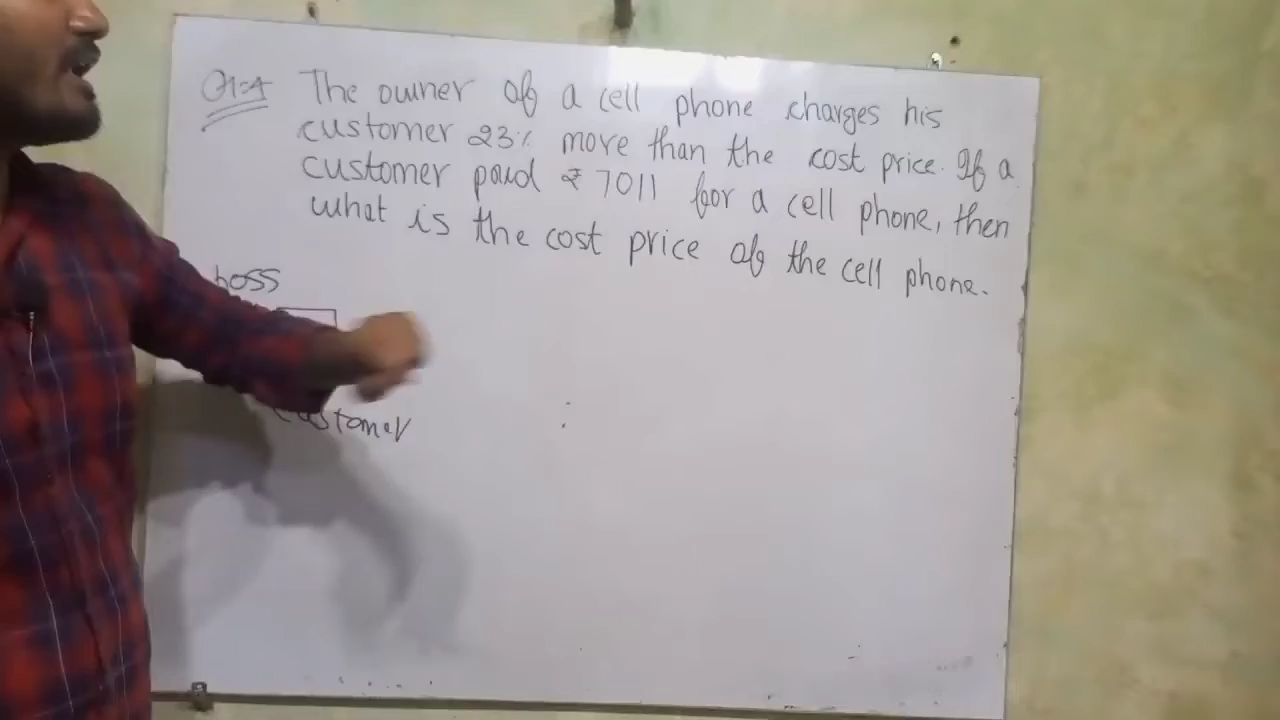 Q1:4 The owner of a cell phone charges his
customer 23% more than the cost price. If a
customer paid ₹ 7011 for a cell phone, then
what is the cost price of the cell phone.
boss
customer